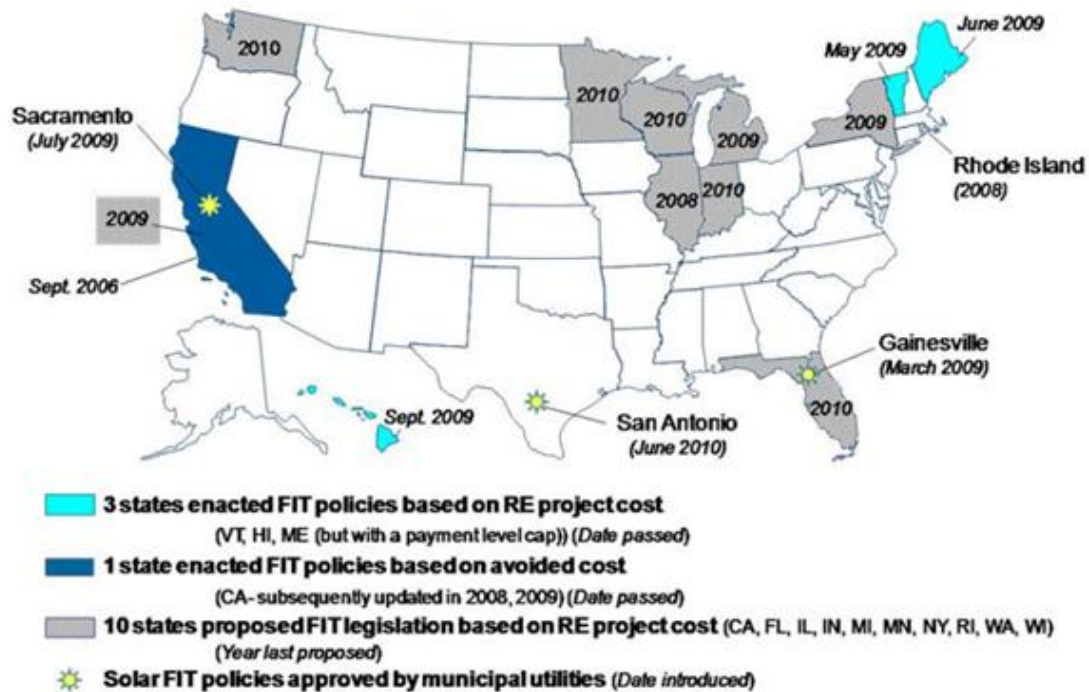 2010
May 2009
June 2009
Sacramento
(July 2009)
2010
2010
2009
2009
Rhode Island
(2008)
2009
2008
2010
Sept. 2006
Gainesville
(March 2009)
2010
Sept. 2009
San Antonio
(June 2010)
3 states enacted FIT policies based on RE project cost
(VT, HI, ME (but with a payment level cap)) (Date passed)
1 state enacted FIT policies based on avoided cost
(CA- subsequently updated in 2008, 2009) (Date passed)
10 states proposed FIT legislation based on RE project cost (CA, FL, IL, IN, MI, MN, NY, RI, WA, WI)
(Year last proposed)
Solar FIT policies approved by municipal utilities (Date introduced)